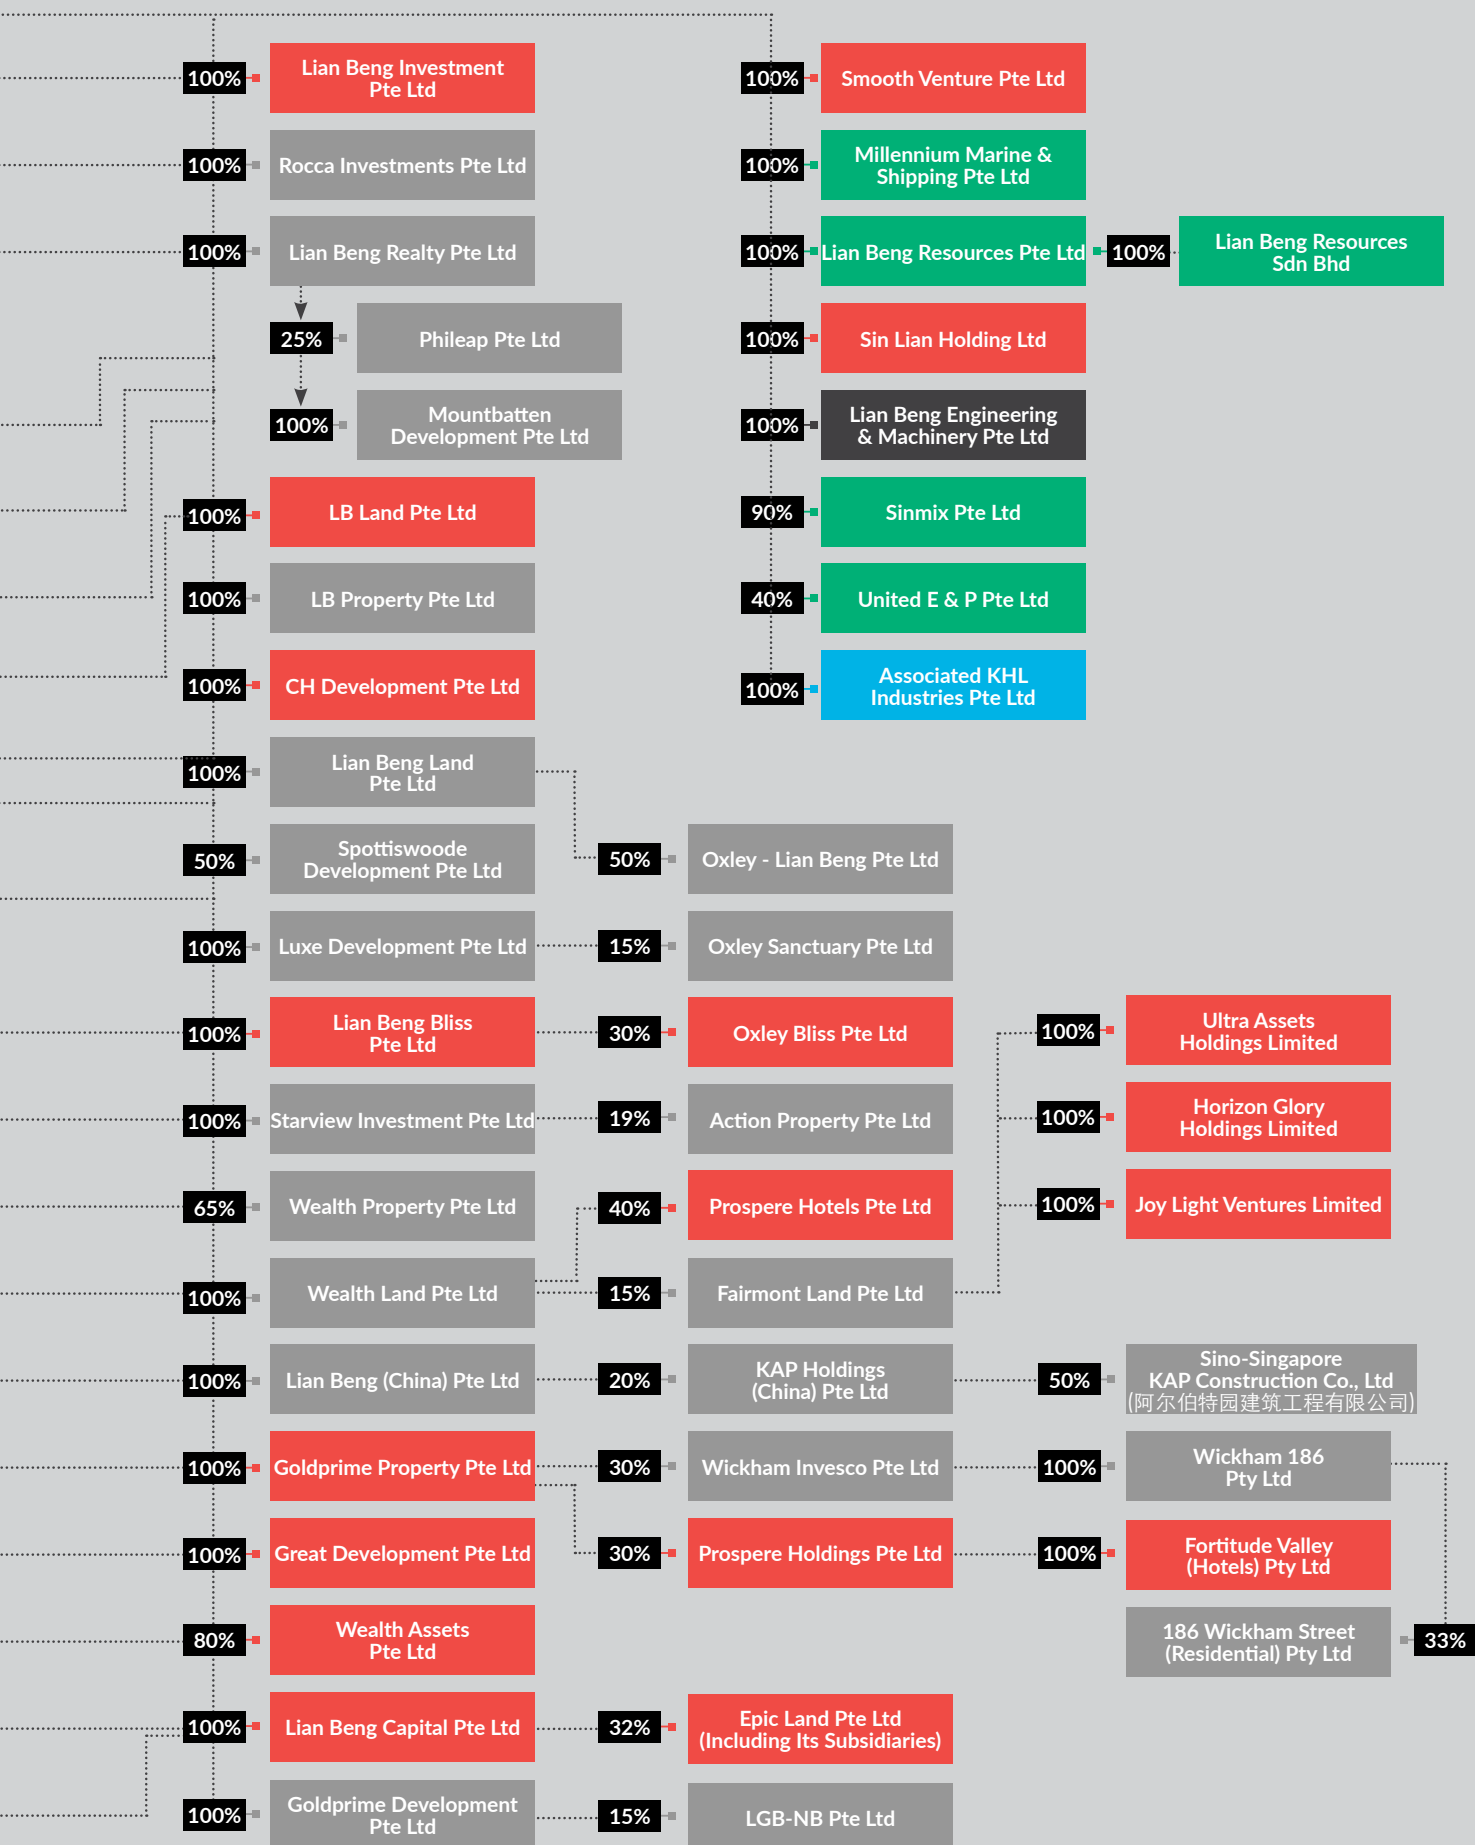 100%
Lian Beng Investment
Pte Ltd
100%
Smooth Venture Pte Ltd
100%
Rocca Investments Pte Ltd
100%
Millennium Marine &
Shipping Pte Ltd
100%
Lian Beng Realty Pte Ltd
100%
Lian Beng Resources Pte Ltd
100%
Lian Beng Resources
Sdn Bhd
25%
Phileap Pte Ltd
100%
Sin Lian Holding Ltd
100%
Mountbatten
Development Pte Ltd
100%
Lian Beng Engineering
& Machinery Pte Ltd
100%
LB Land Pte Ltd
90%
Sinmix Pte Ltd
100%
LB Property Pte Ltd
40%
United E & P Pte Ltd
100%
CH Development Pte Ltd
100%
Associated KHL
Industries Pte Ltd
100%
Lian Beng Land
Pte Ltd
50%
Spottiswoode
Development Pte Ltd
50%
Oxley - Lian Beng Pte Ltd
100%
Luxe Development Pte Ltd
15%
Oxley Sanctuary Pte Ltd
100%
Lian Beng Bliss
Pte Ltd
30%
Oxley Bliss Pte Ltd
100%
Ultra Assets
Holdings Limited
100%
Starview Investment Pte Ltd
19%
Action Property Pte Ltd
100%
Horizon Glory
Holdings Limited
65%
Wealth Property Pte Ltd
40%
Prospere Hotels Pte Ltd
100%
Joy Light Ventures Limited
100%
Wealth Land Pte Ltd
15%
Fairmont Land Pte Ltd
100%
Lian Beng (China) Pte Ltd
20%
KAP Holdings
(China) Pte Ltd
50%
Sino-Singapore
KAP Construction Co., Ltd
(阿尔伯特园建筑工程有限公司)
100%
Goldprime Property Pte Ltd
30%
Wickham Invesco Pte Ltd
100%
Wickham 186
Pty Ltd
100%
Great Development Pte Ltd
30%
Prospere Holdings Pte Ltd
100%
Fortitude Valley
(Hotels) Pty Ltd
80%
Wealth Assets
Pte Ltd
186 Wickham Street
(Residential) Pty Ltd
33%
100%
Lian Beng Capital Pte Ltd
32%
Epic Land Pte Ltd
(Including Its Subsidiaries)
100%
Goldprime Development
Pte Ltd
15%
LGB-NB Pte Ltd